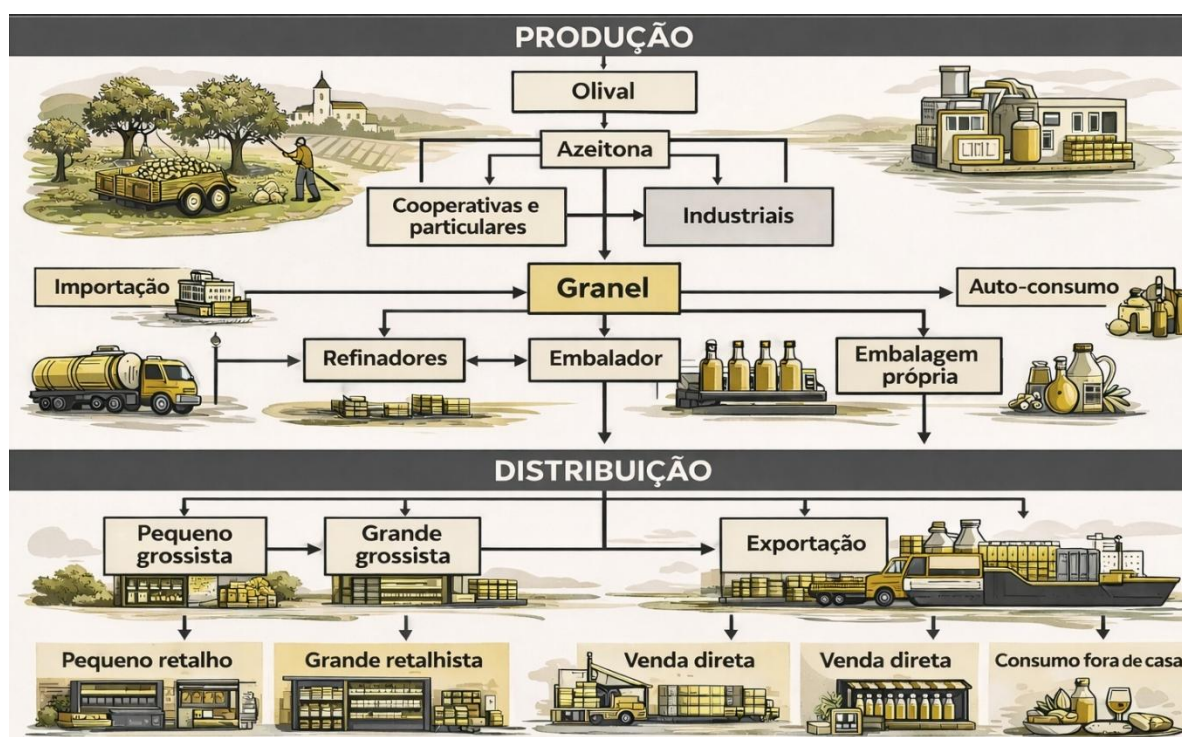 PRODUÇÃO
Olival
Azeitona
Cooperativas e
particulares
Industriais
Importação
Granel
Auto-consumo
Refinadores
Embalador
Embalagem
própria
DISTRIBUIÇÃO
Pequeno
grossista
Grande
grossista
Exportação
Pequeno retalho
Grande retalhista
Venda direta
Venda direta
Consumo fora de casa